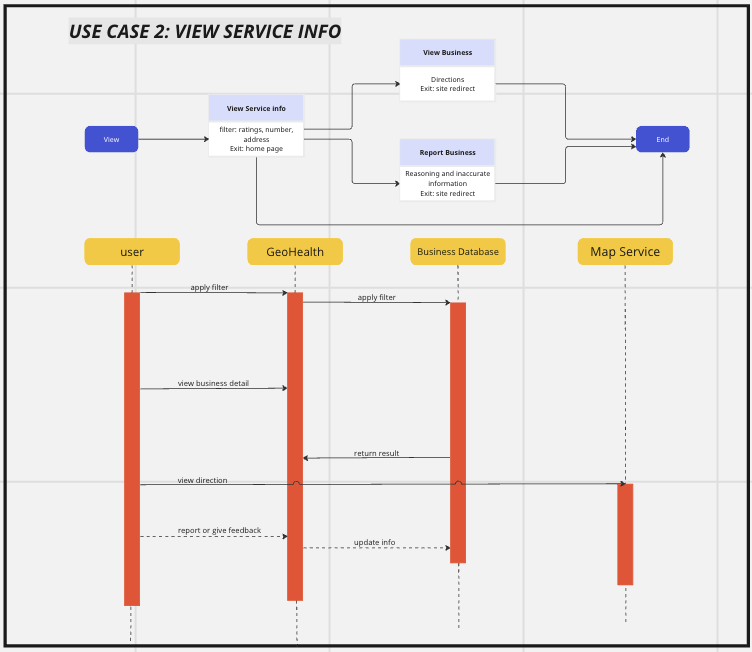 USE CASE 2: VIEW SERVICE INFO
View Business
Directions
Exit: site redirect
View Service info
filter: ratings, number,
address
Exit: home page
View
End
Report Business
Reasoning and inaccurate
information
Exit: site redirect
user
GeoHealth
Business Database
Map Service
apply filter
apply filter
view business detail
return result
view direction
report or give feedback
update info